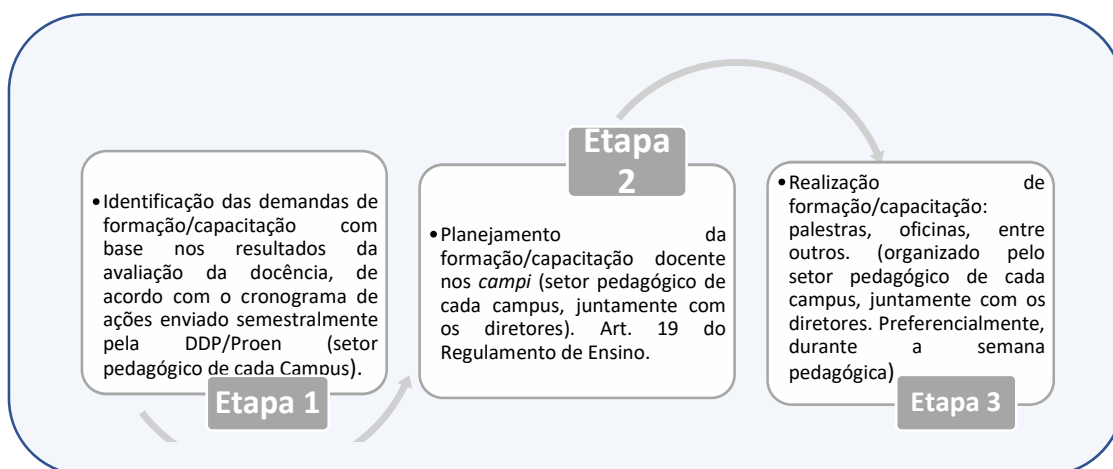 •Identificação das demandas de
formação/capacitação com
base nos resultados da
avaliação da docência, de
acordo com o cronograma de
ações enviado semestralmente
pela DDP/Proen (setor
pedagógico de cada Campus).
Etapa 1
Etapa
2
•Planejamento da
formação/capacitação docente
nos campi (setor pedagógico de
cada campus, juntamente com
os diretores). Art. 19 do
Regulamento de Ensino.
•Realização de
formação/capacitação:
palestras, oficinas, entre
outros. (organizado pelo
setor pedagógico de cada
campus, juntamente com os
diretores. Preferencialmente,
durante a semana
pedagógica)
Etapa 3